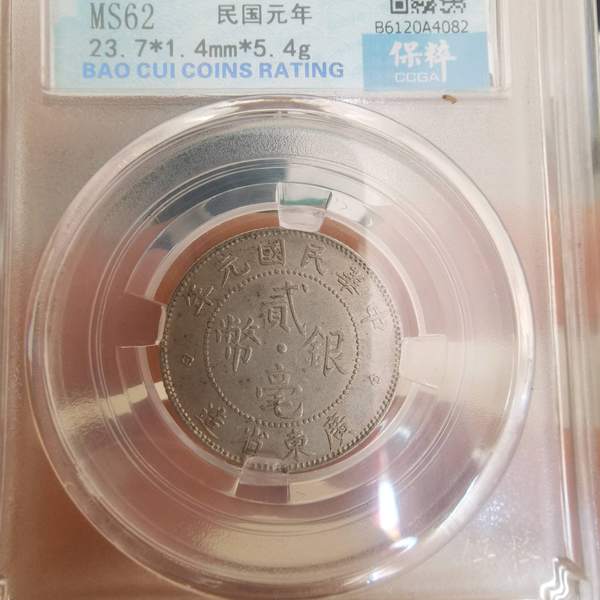 MS62 民国元年
B6120A4082
23.7*1.4mm*5.4g
保粹
CCGA
BAO CUI COINS RATING
中華民國元年
貳
銀幣
毫
廣東省造